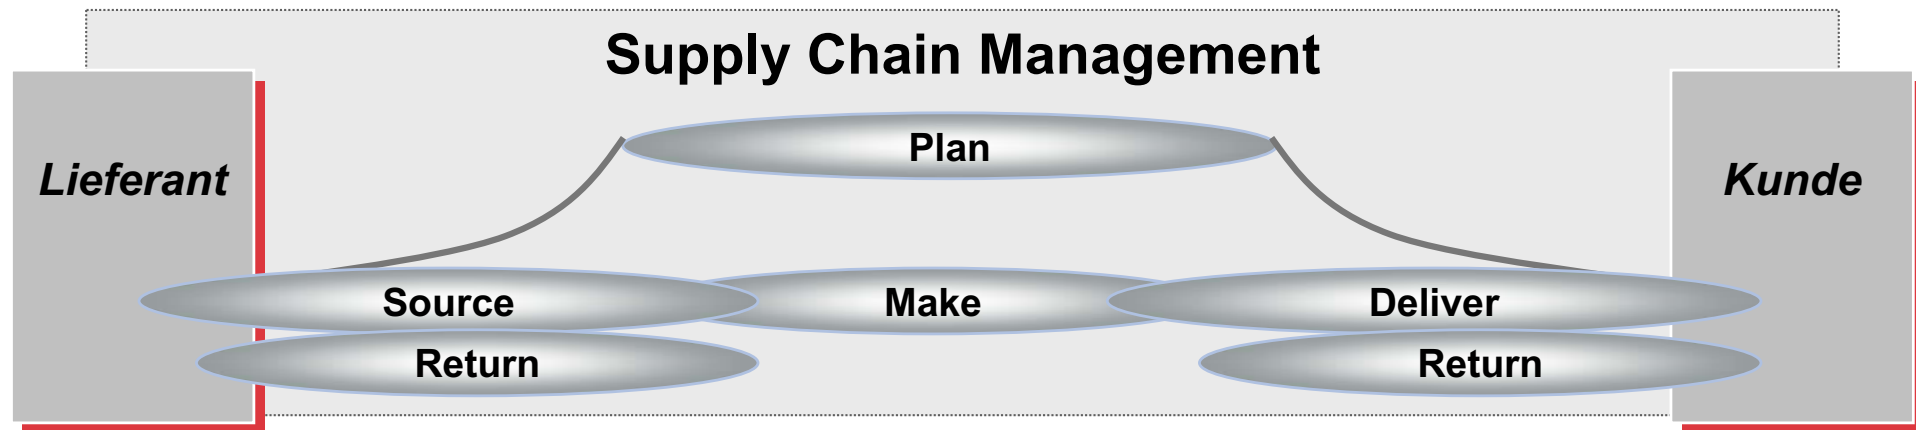 Supply Chain Management
Plan
Lieferant
Kunde
Source
Make
Deliver
Return
Return